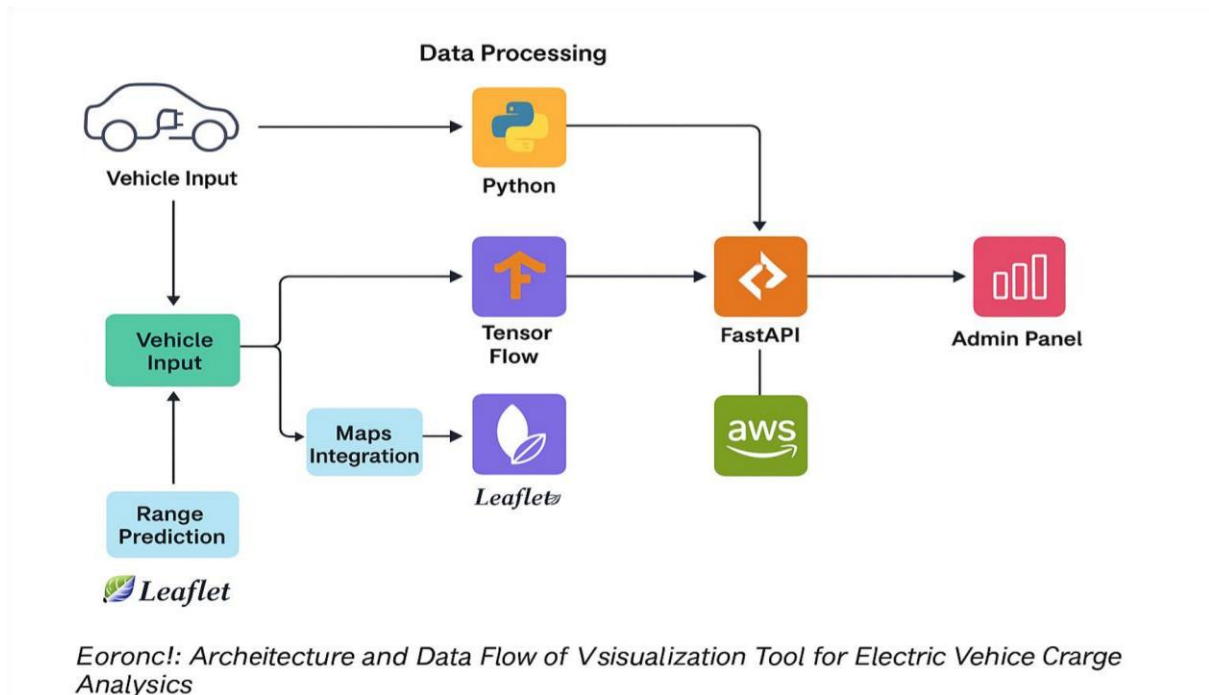 Data Processing
Vehicle Input
Python
Vehicle
Input
Tensor
Flow
FastAPI
Admin Panel
Maps
Integration
Leaflet
aws
Range
Prediction
Leaflet
Eoronc!: Archeitecture and Data Flow of Vsisualization Tool for Electric Vehice Crarge
Analysics